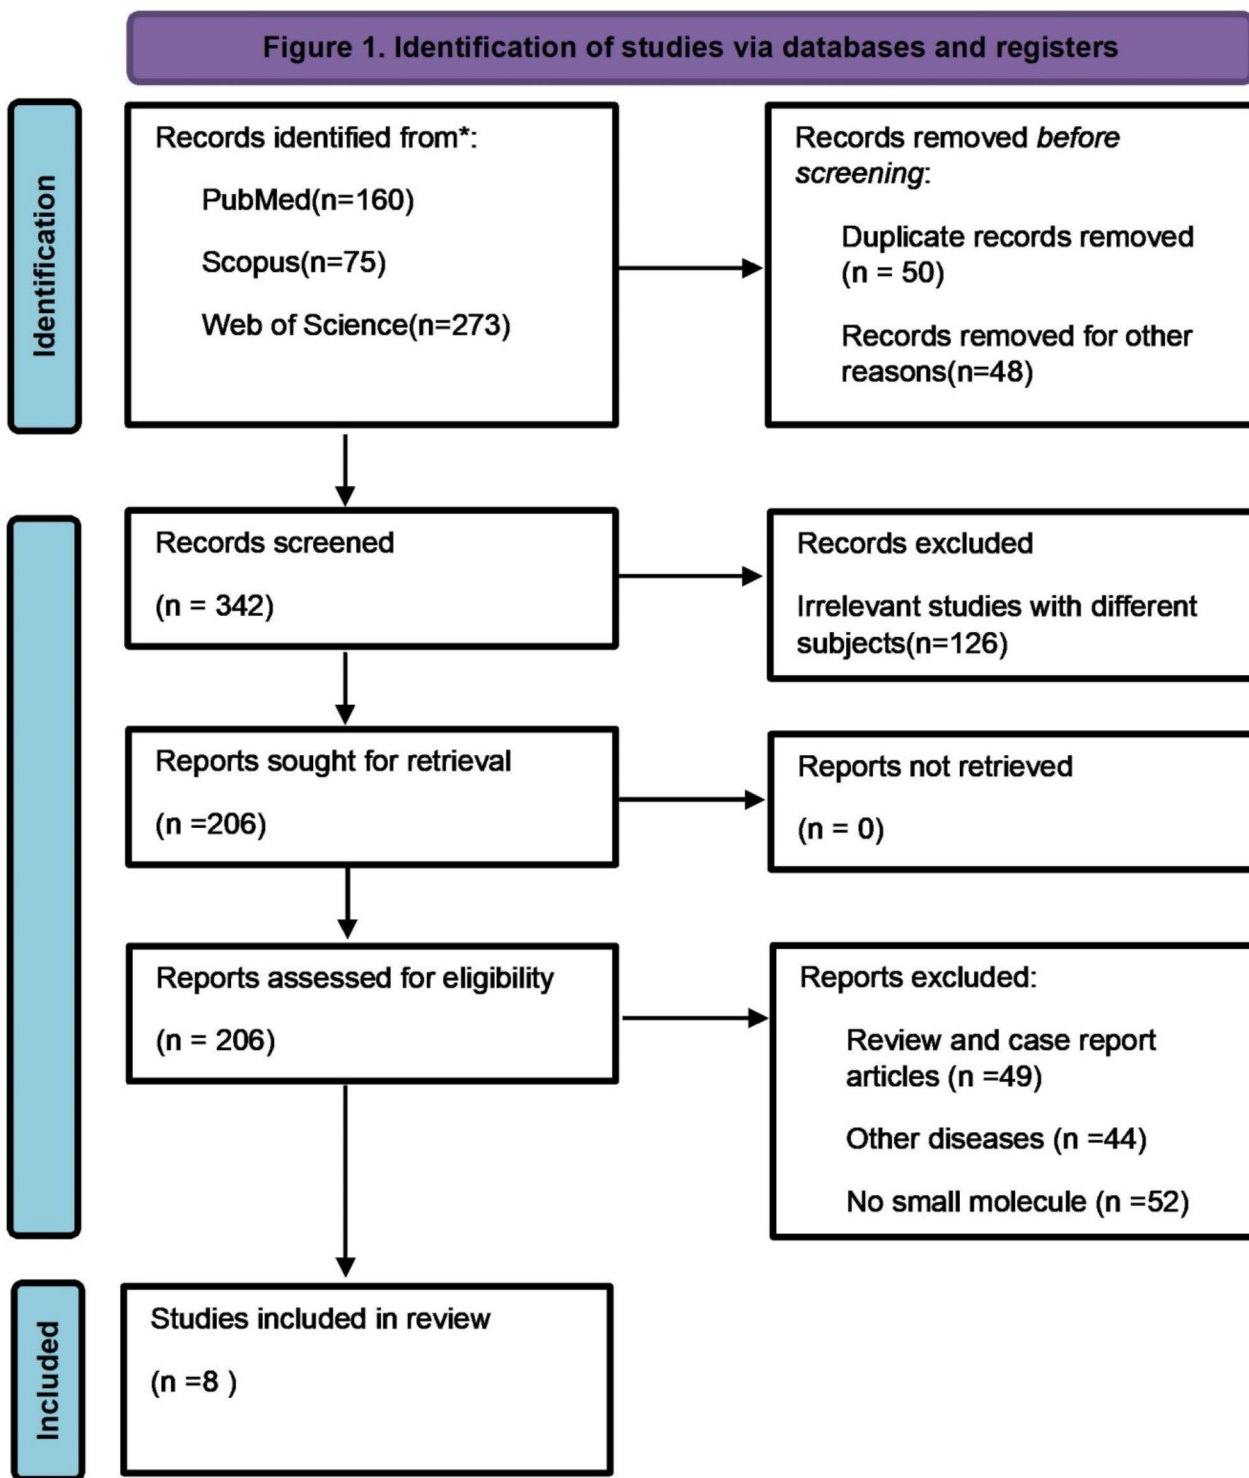 Figure 1. Identification of studies via databases and registers
Identification
Records identified from*:
PubMed(n=160)
Scopus(n=75)
Web of Science(n=273)
Records removed before
screening:
Duplicate records removed
(n = 50)
Records removed for other
reasons(n=48)
Records screened
(n = 342)
Records excluded
Irrelevant studies with different
subjects(n=126)
Reports sought for retrieval
(n =206)
Reports not retrieved
(n = 0)
Reports assessed for eligibility
(n = 206)
Reports excluded:
Review and case report
articles (n =49)
Other diseases (n =44)
No small molecule (n =52)
Included
Studies included in review
(n =8 )